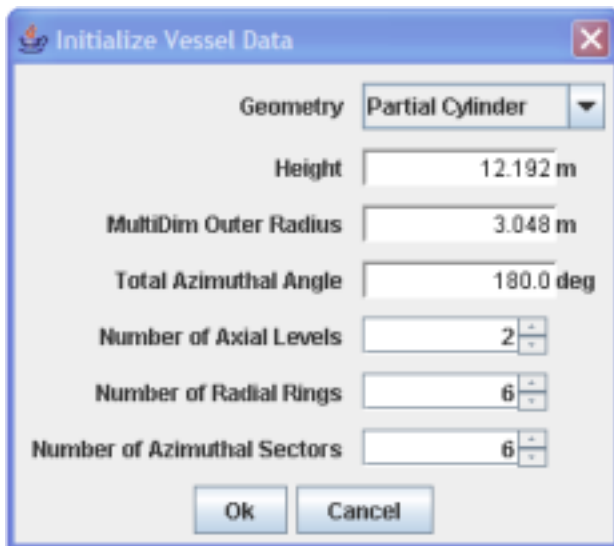 Initialize Vessel Data
Geometry Partial Cylinder
Height 12.192 m
MultiDim Outer Radius 3.048 m
Total Azimuthal Angle 180.0 deg
Number of Axial Levels 2
Number of Radial Rings 6
Number of Azimuthal Sectors 6
Ok Cancel